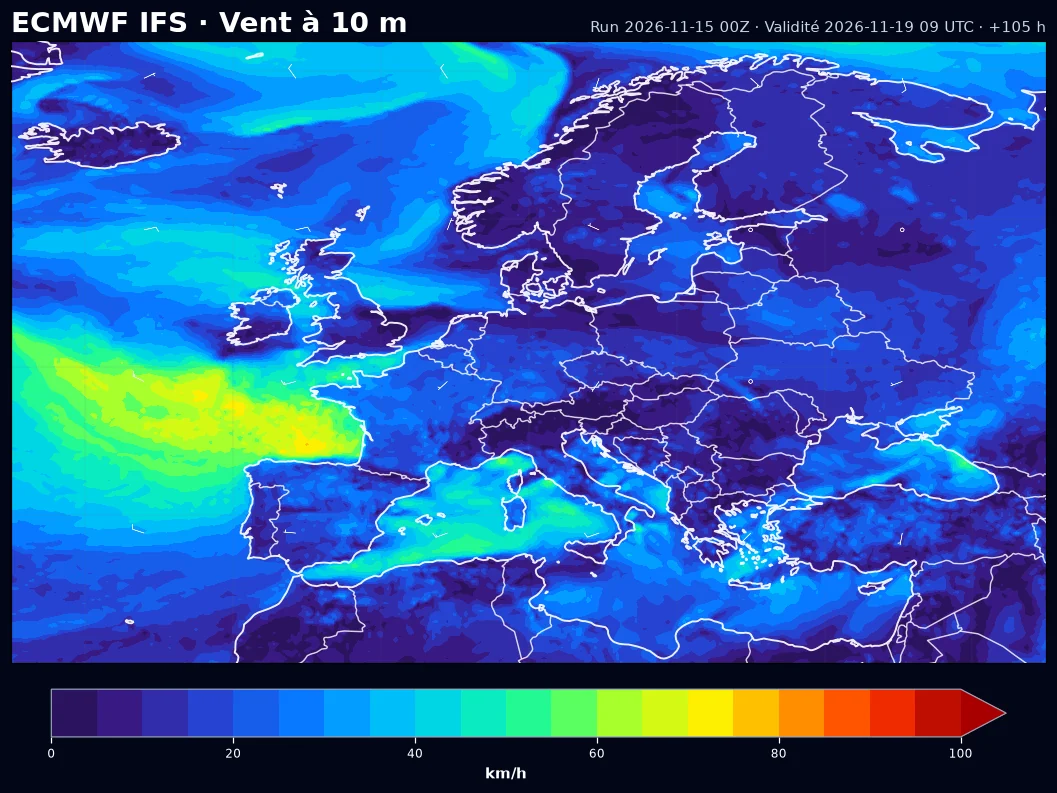 ECMWF IFS · Vent à 10 m
Run 2026-11-15 00Z · Validité 2026-11-19 09 UTC · +105 h
0 20 40 60 80 100
km/h